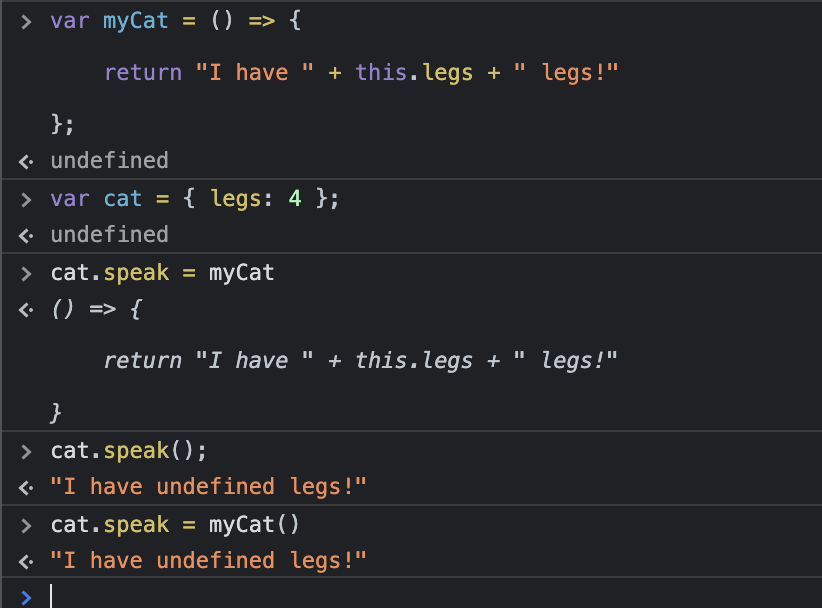 > var myCat = () => {
return "I have " + this.legs + " legs!"
};
undefined
> var cat = { legs: 4 };
undefined
> cat.speak = myCat
() => {
return "I have " + this.legs + " legs!"
}
> cat.speak();
"I have undefined legs!"
> cat.speak = myCat()
"I have undefined legs!"
>